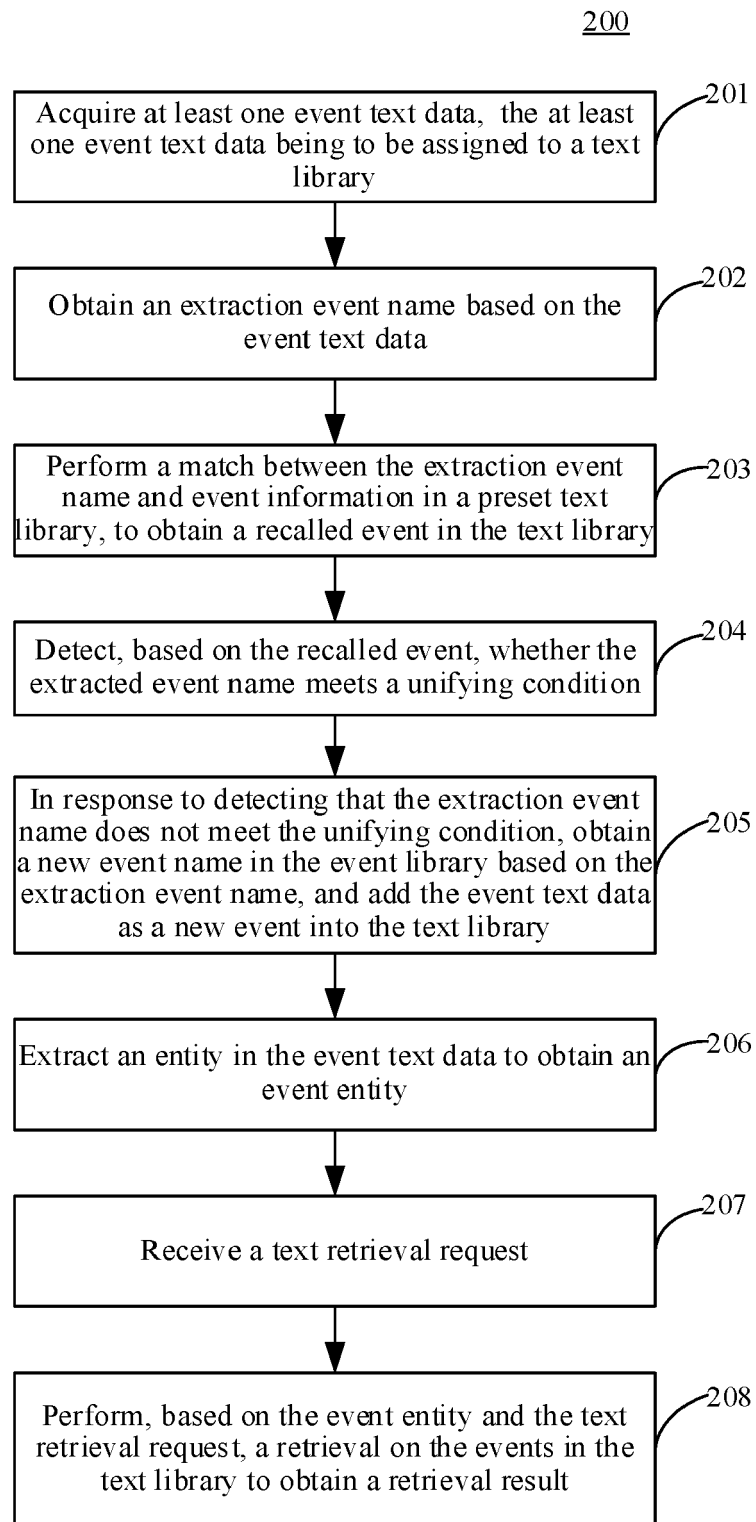 200
Acquire at least one event text data, the at least
one event text data being to be assigned to a text
library
201
Obtain an extraction event name based on the
event text data
202
Perform a match between the extraction event
name and event information in a preset text
library, to obtain a recalled event in the text library
203
Detect, based on the recalled event, whether the
extracted event name meets a unifying condition
204
In response to detecting that the extraction event
name does not meet the unifying condition, obtain
a new event name in the event library based on the
extraction event name, and add the event text data
as a new event into the text library
205
Extract an entity in the event text data to obtain an
event entity
206
Receive a text retrieval request
207
Perform, based on the event entity and the text
retrieval request, a retrieval on the events in the
text library to obtain a retrieval result
208